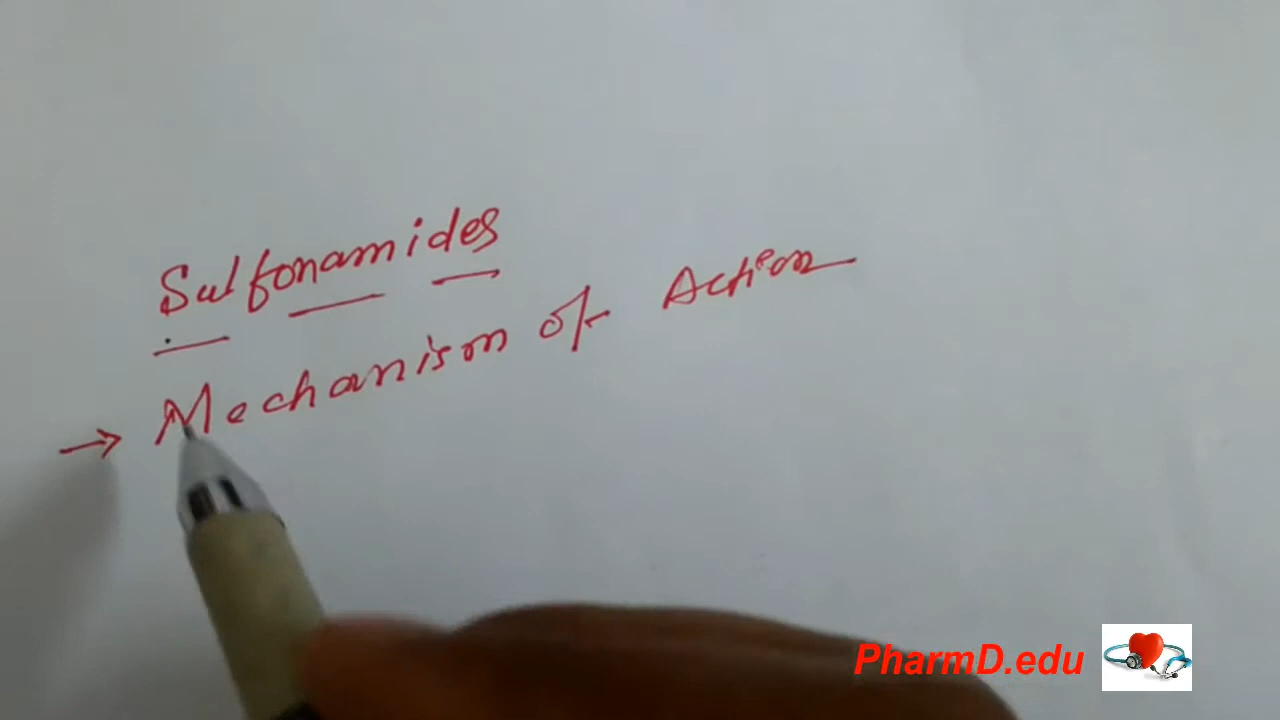 Sulfonamides
→ Mechanism of Action
PharmD.edu